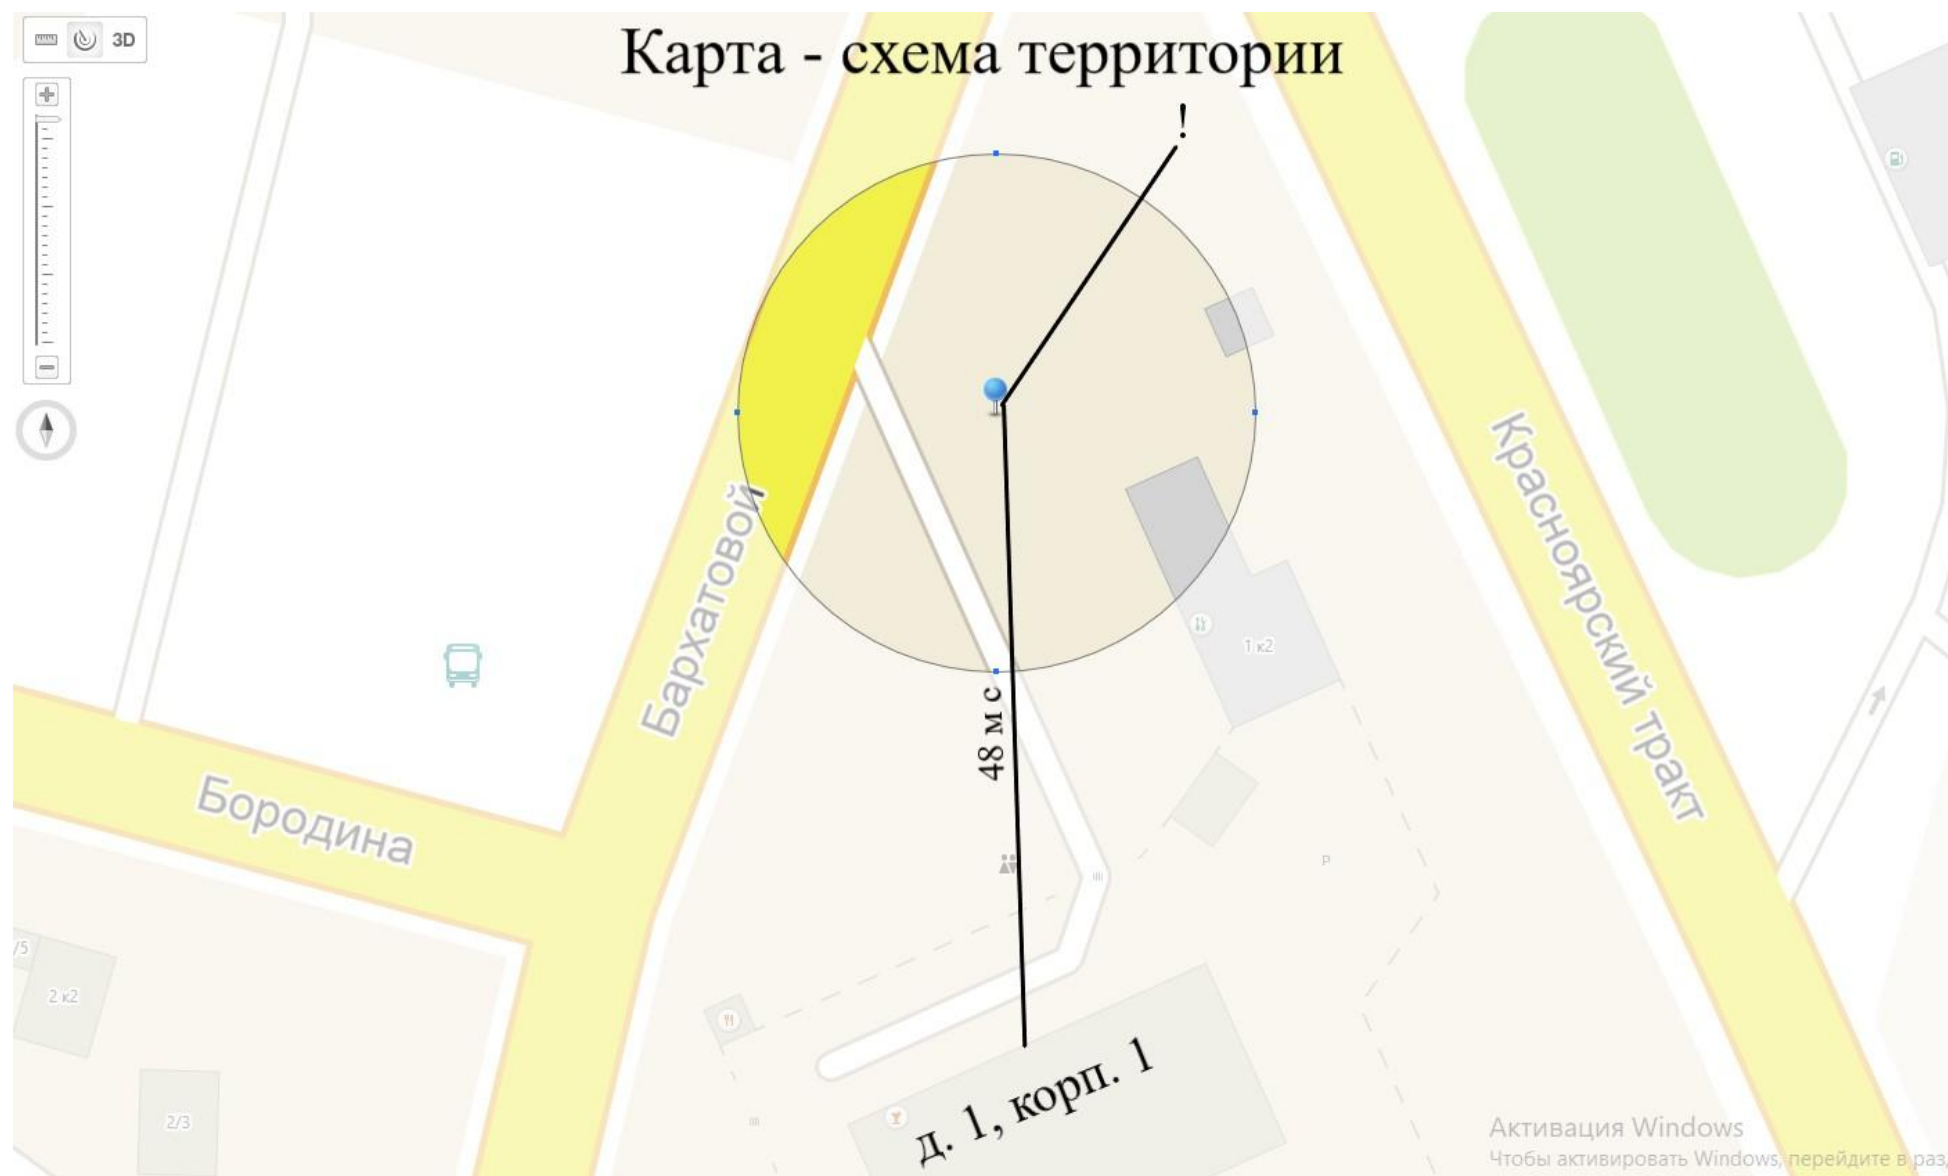 3D
Карта - схема территории
!
Бархатовой
Красноярский тракт
Бородина
48 м с
1 к2
P
/5
2 к2
2/3
д. 1, корп. 1
Активация Windows
Чтобы активировать Windows, перейдите в раз